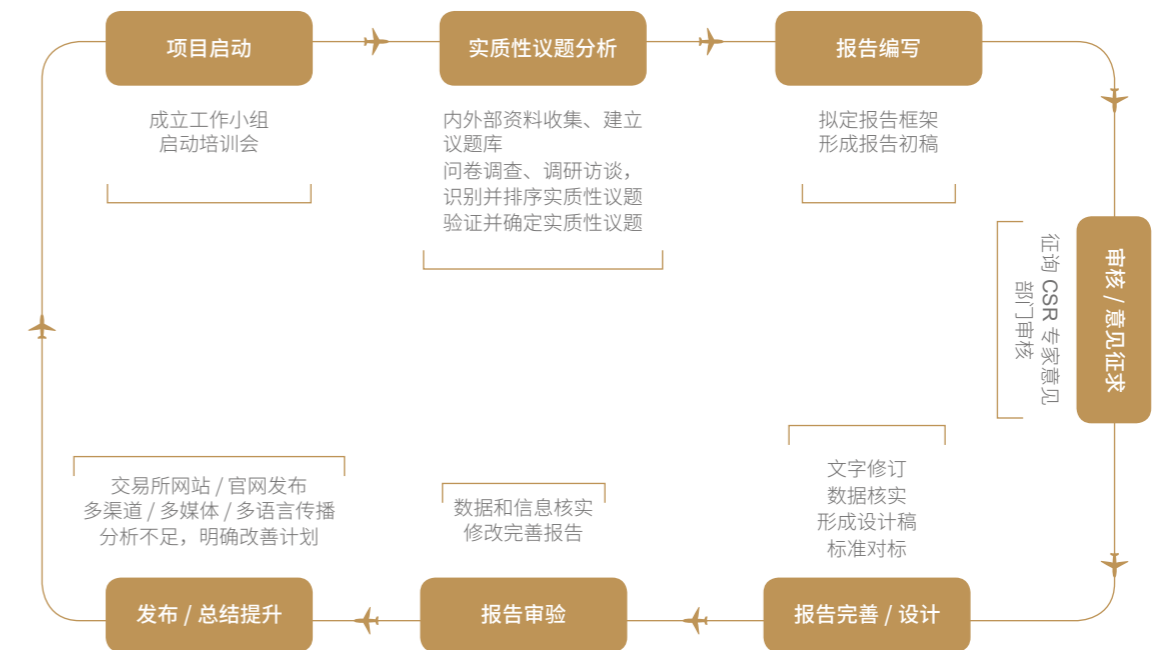 项目启动
成立工作小组
启动培训会
实质性议题分析
内外部资料收集、建立
议题库
问卷调查、调研访谈，
识别并排序实质性议题
验证并确定实质性议题
报告编写
拟定报告框架
形成报告初稿
审核 / 意见征求
征询 CSR 专家意见
部门审核
文字修订
数据核实
形成设计稿
标准对标
报告完善 / 设计
数据和信息核实
修改完善报告
报告审验
交易所网站 / 官网发布
多渠道 / 多媒体 / 多语言传播
分析不足，明确改善计划
发布 / 总结提升